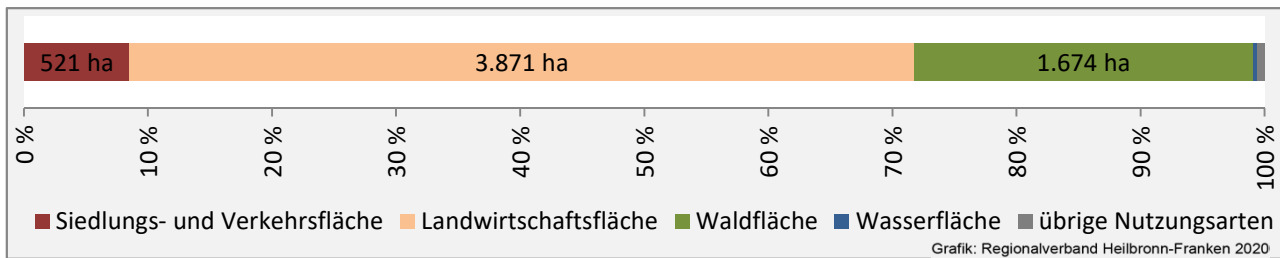 521 ha 3.871 ha 1.674 ha
0 % 10 % 20 % 30 % 40 % 50 % 60 % 70 % 80 % 90 % 100 %
Siedlungs- und Verkehrsfläche Landwirtschaftsfläche Waldfläche Wasserfläche übrige Nutzungsarten
Grafik: Regionalverband Heilbronn-Franken 2020